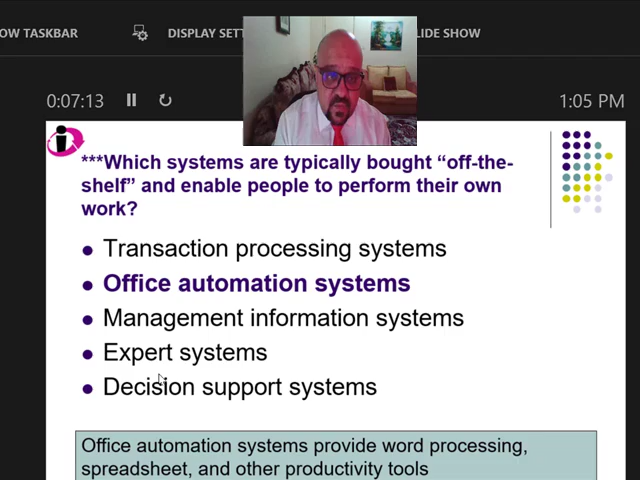 OW TASKBAR
DISPLAY SETT
LIDE SHOW
0:07:13
1:05 PM
***Which systems are typically bought “off-the-
shelf” and enable people to perform their own
work?
Transaction processing systems
Office automation systems
Management information systems
Expert systems
Decision support systems
Office automation systems provide word processing,
spreadsheet, and other productivity tools